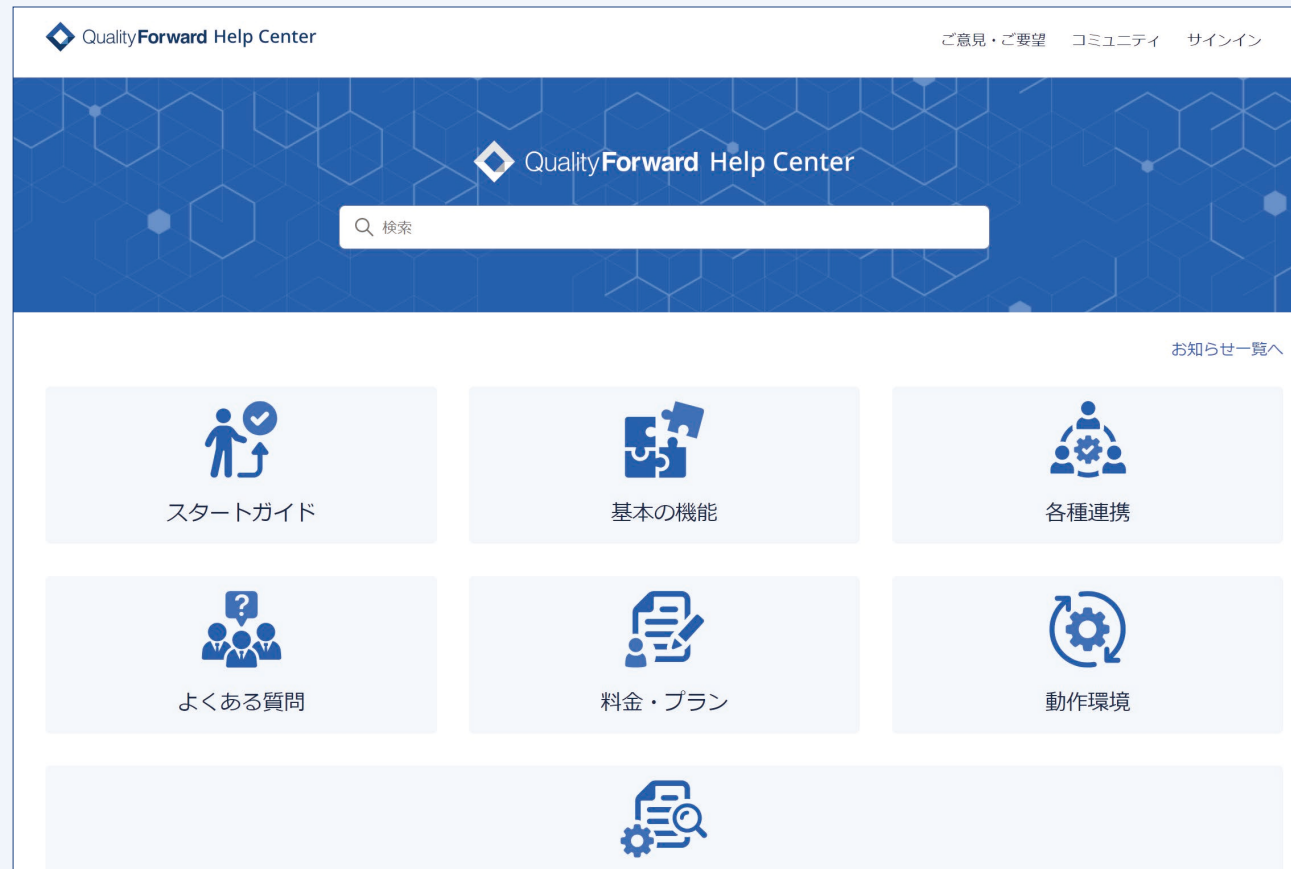 QualityForward Help Center
ご意見・ご要望 コミュニティ サインイン
QualityForward Help Center
検索
お知らせ一覧へ
スタートガイド
基本の機能
各種連携
?
よくある質問
料金・プラン
動作環境